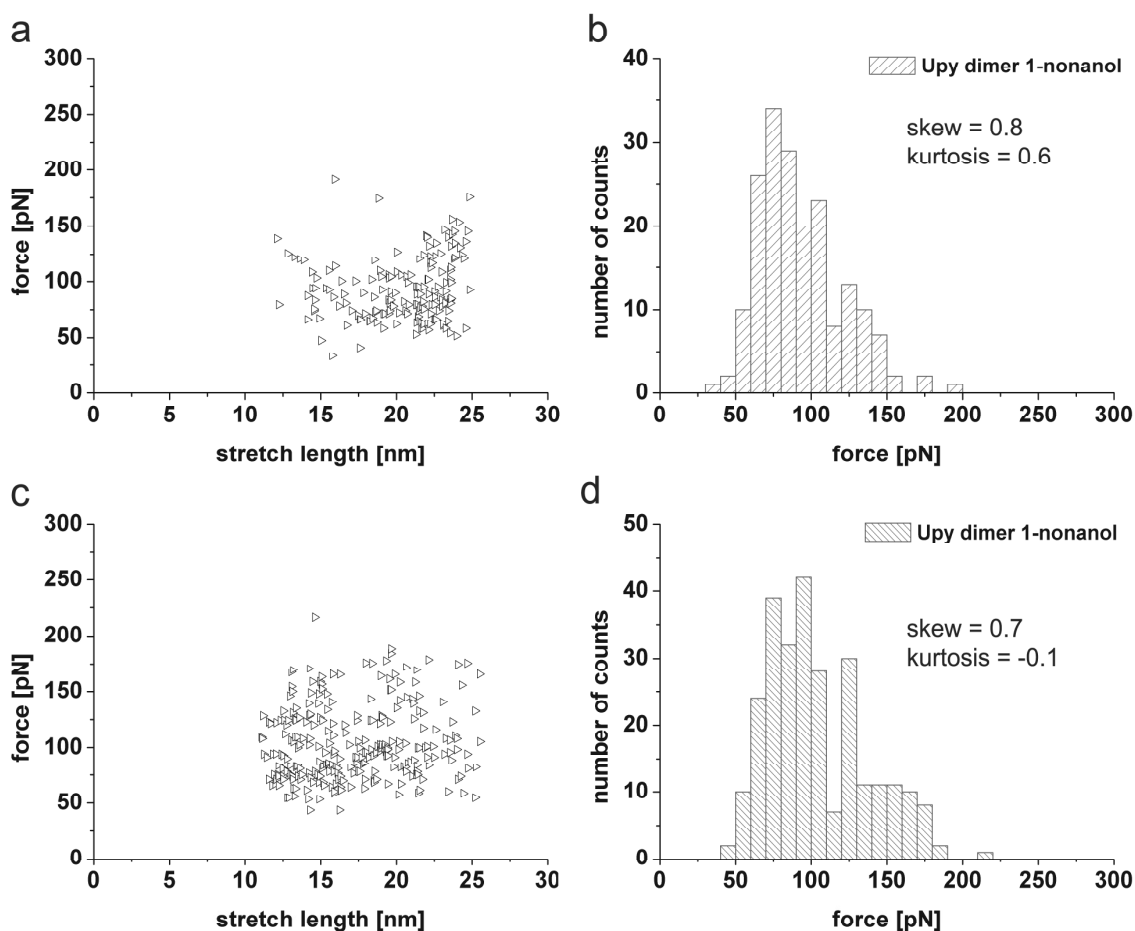 a
300
250
200
150
100
50
0
force [pN]
0 5 10 15 20 25 30
stretch length [nm]
b
40
30
20
10
0
number of counts
Upy dimer 1-nonanol
skew = 0.8
kurtosis = 0.6
0 50 100 150 200 250 300
force [pN]
c
300
250
200
150
100
50
0
force [pN]
0 5 10 15 20 25 30
stretch length [nm]
d
50
40
30
20
10
0
number of counts
Upy dimer 1-nonanol
skew = 0.7
kurtosis = -0.1
0 50 100 150 200 250 300
force [pN]